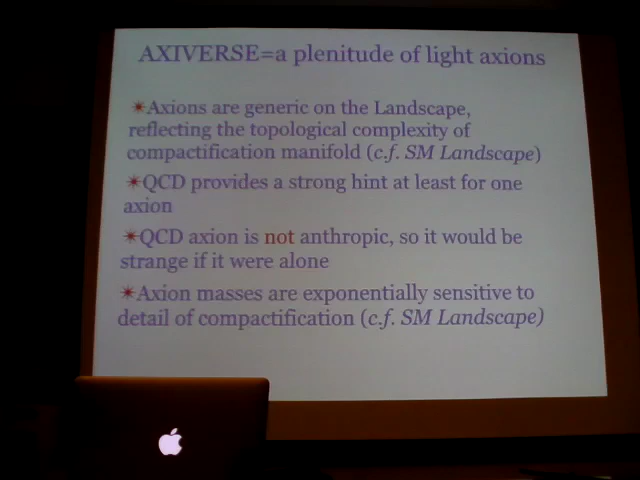 AXIVERSE=a plenitude of light axions
✴Axions are generic on the Landscape,
reflecting the topological complexity of
compactification manifold (c.f. SM Landscape)
✴QCD provides a strong hint at least for one
axion
✴QCD axion is not anthropic, so it would be
strange if it were alone
✴Axion masses are exponentially sensitive to
detail of compactification (c.f. SM Landscape)